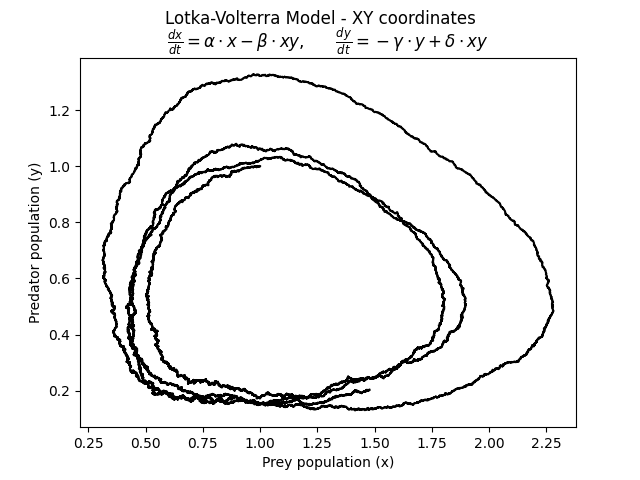 Lotka-Volterra Model - XY coordinates
dx/dt = α · x − β · xy,    dy/dt = −γ · y + δ · xy
1.2
1.0
0.8
0.6
0.4
0.2
Predator population (y)
0.25 0.50 0.75 1.00 1.25 1.50 1.75 2.00 2.25
Prey population (x)